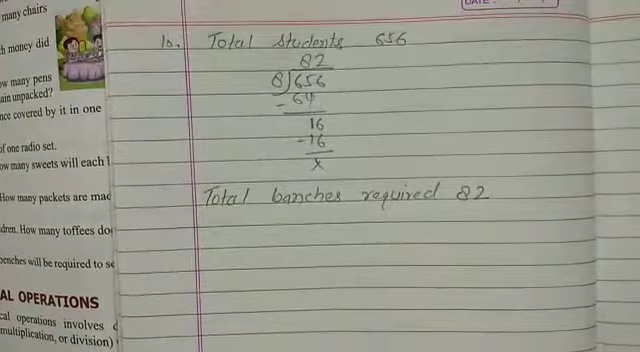 many chairs
h money did
ow many pens
ain unpacked?
nce covered by it in one
of one radio set.
ow many sweets will each
How many packets are mad
dren. How many toffees do
benches will be required to se
AL OPERATIONS
cal operations involves
multiplication, or division)
DATE:
10. Total Students 656
82
8)656
- 64
16
- 16
x
Total banches required 82